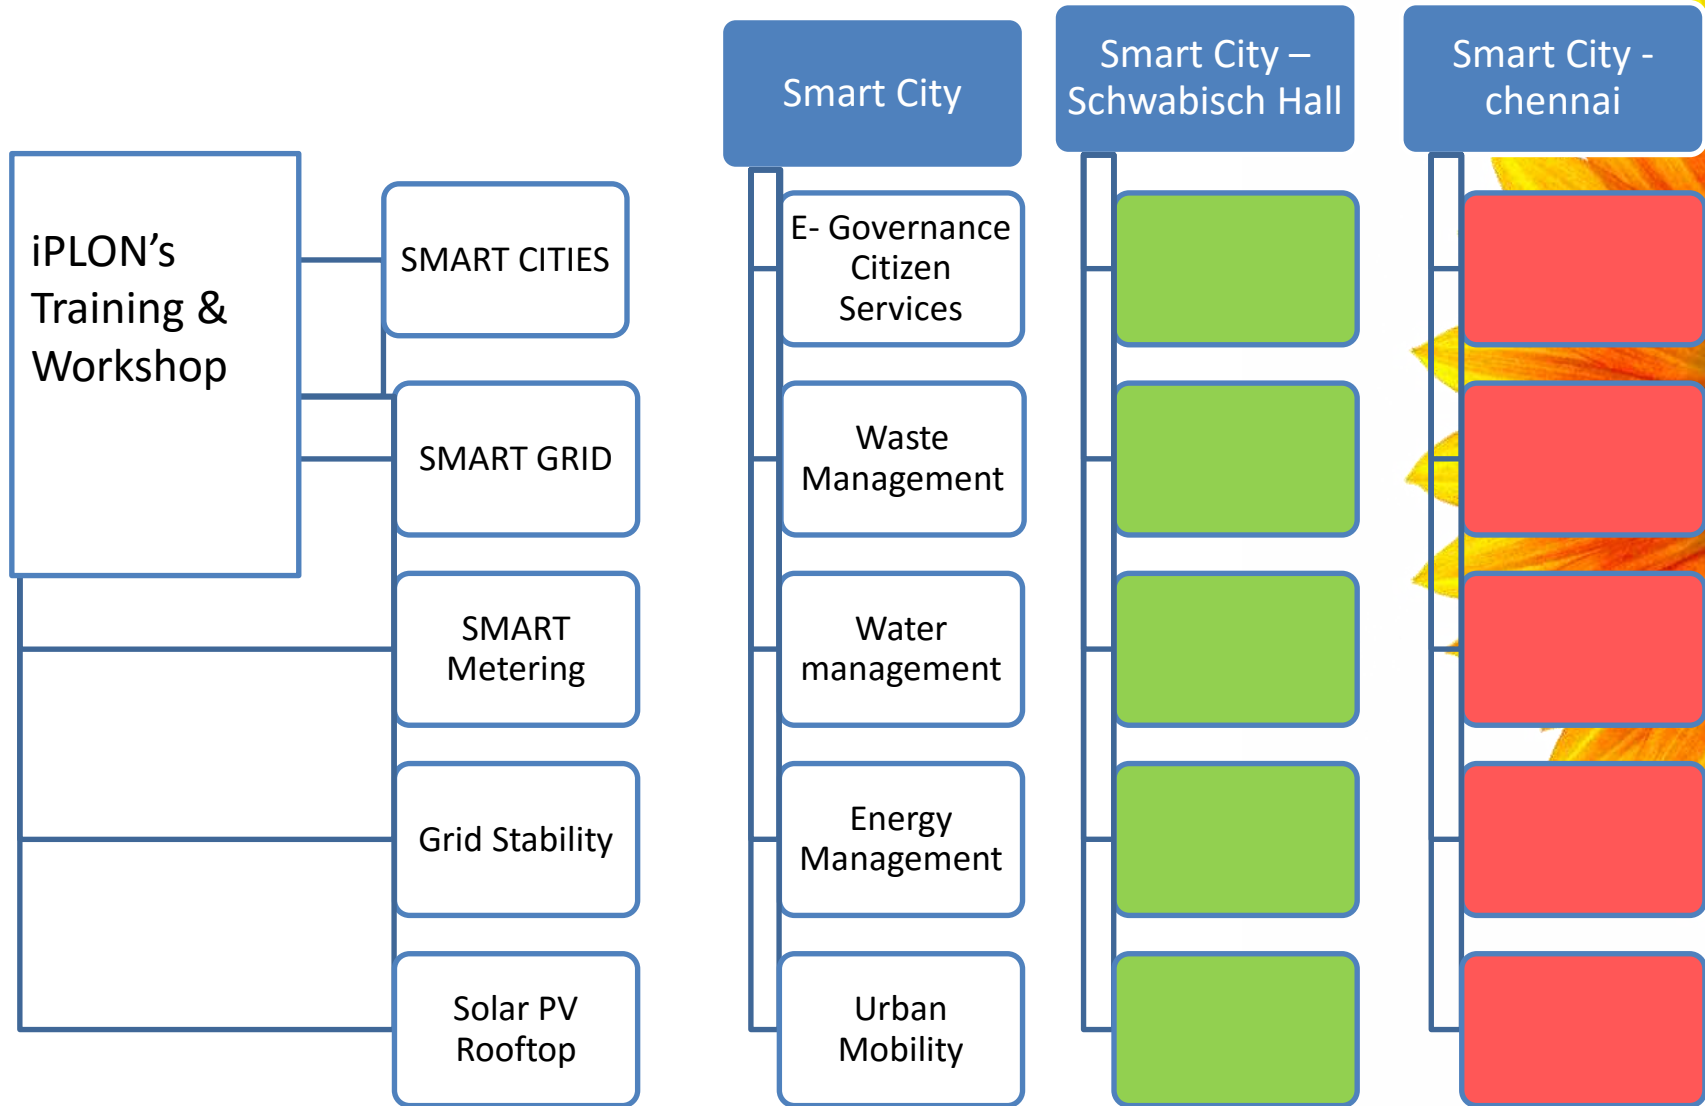 iPLON’s
Training &
Workshop
SMART CITIES
SMART GRID
SMART
Metering
Grid Stability
Solar PV
Rooftop
Smart City
E- Governance
Citizen
Services
Waste
Management
Water
management
Energy
Management
Urban
Mobility
Smart City –
Schwabisch Hall
Smart City -
chennai